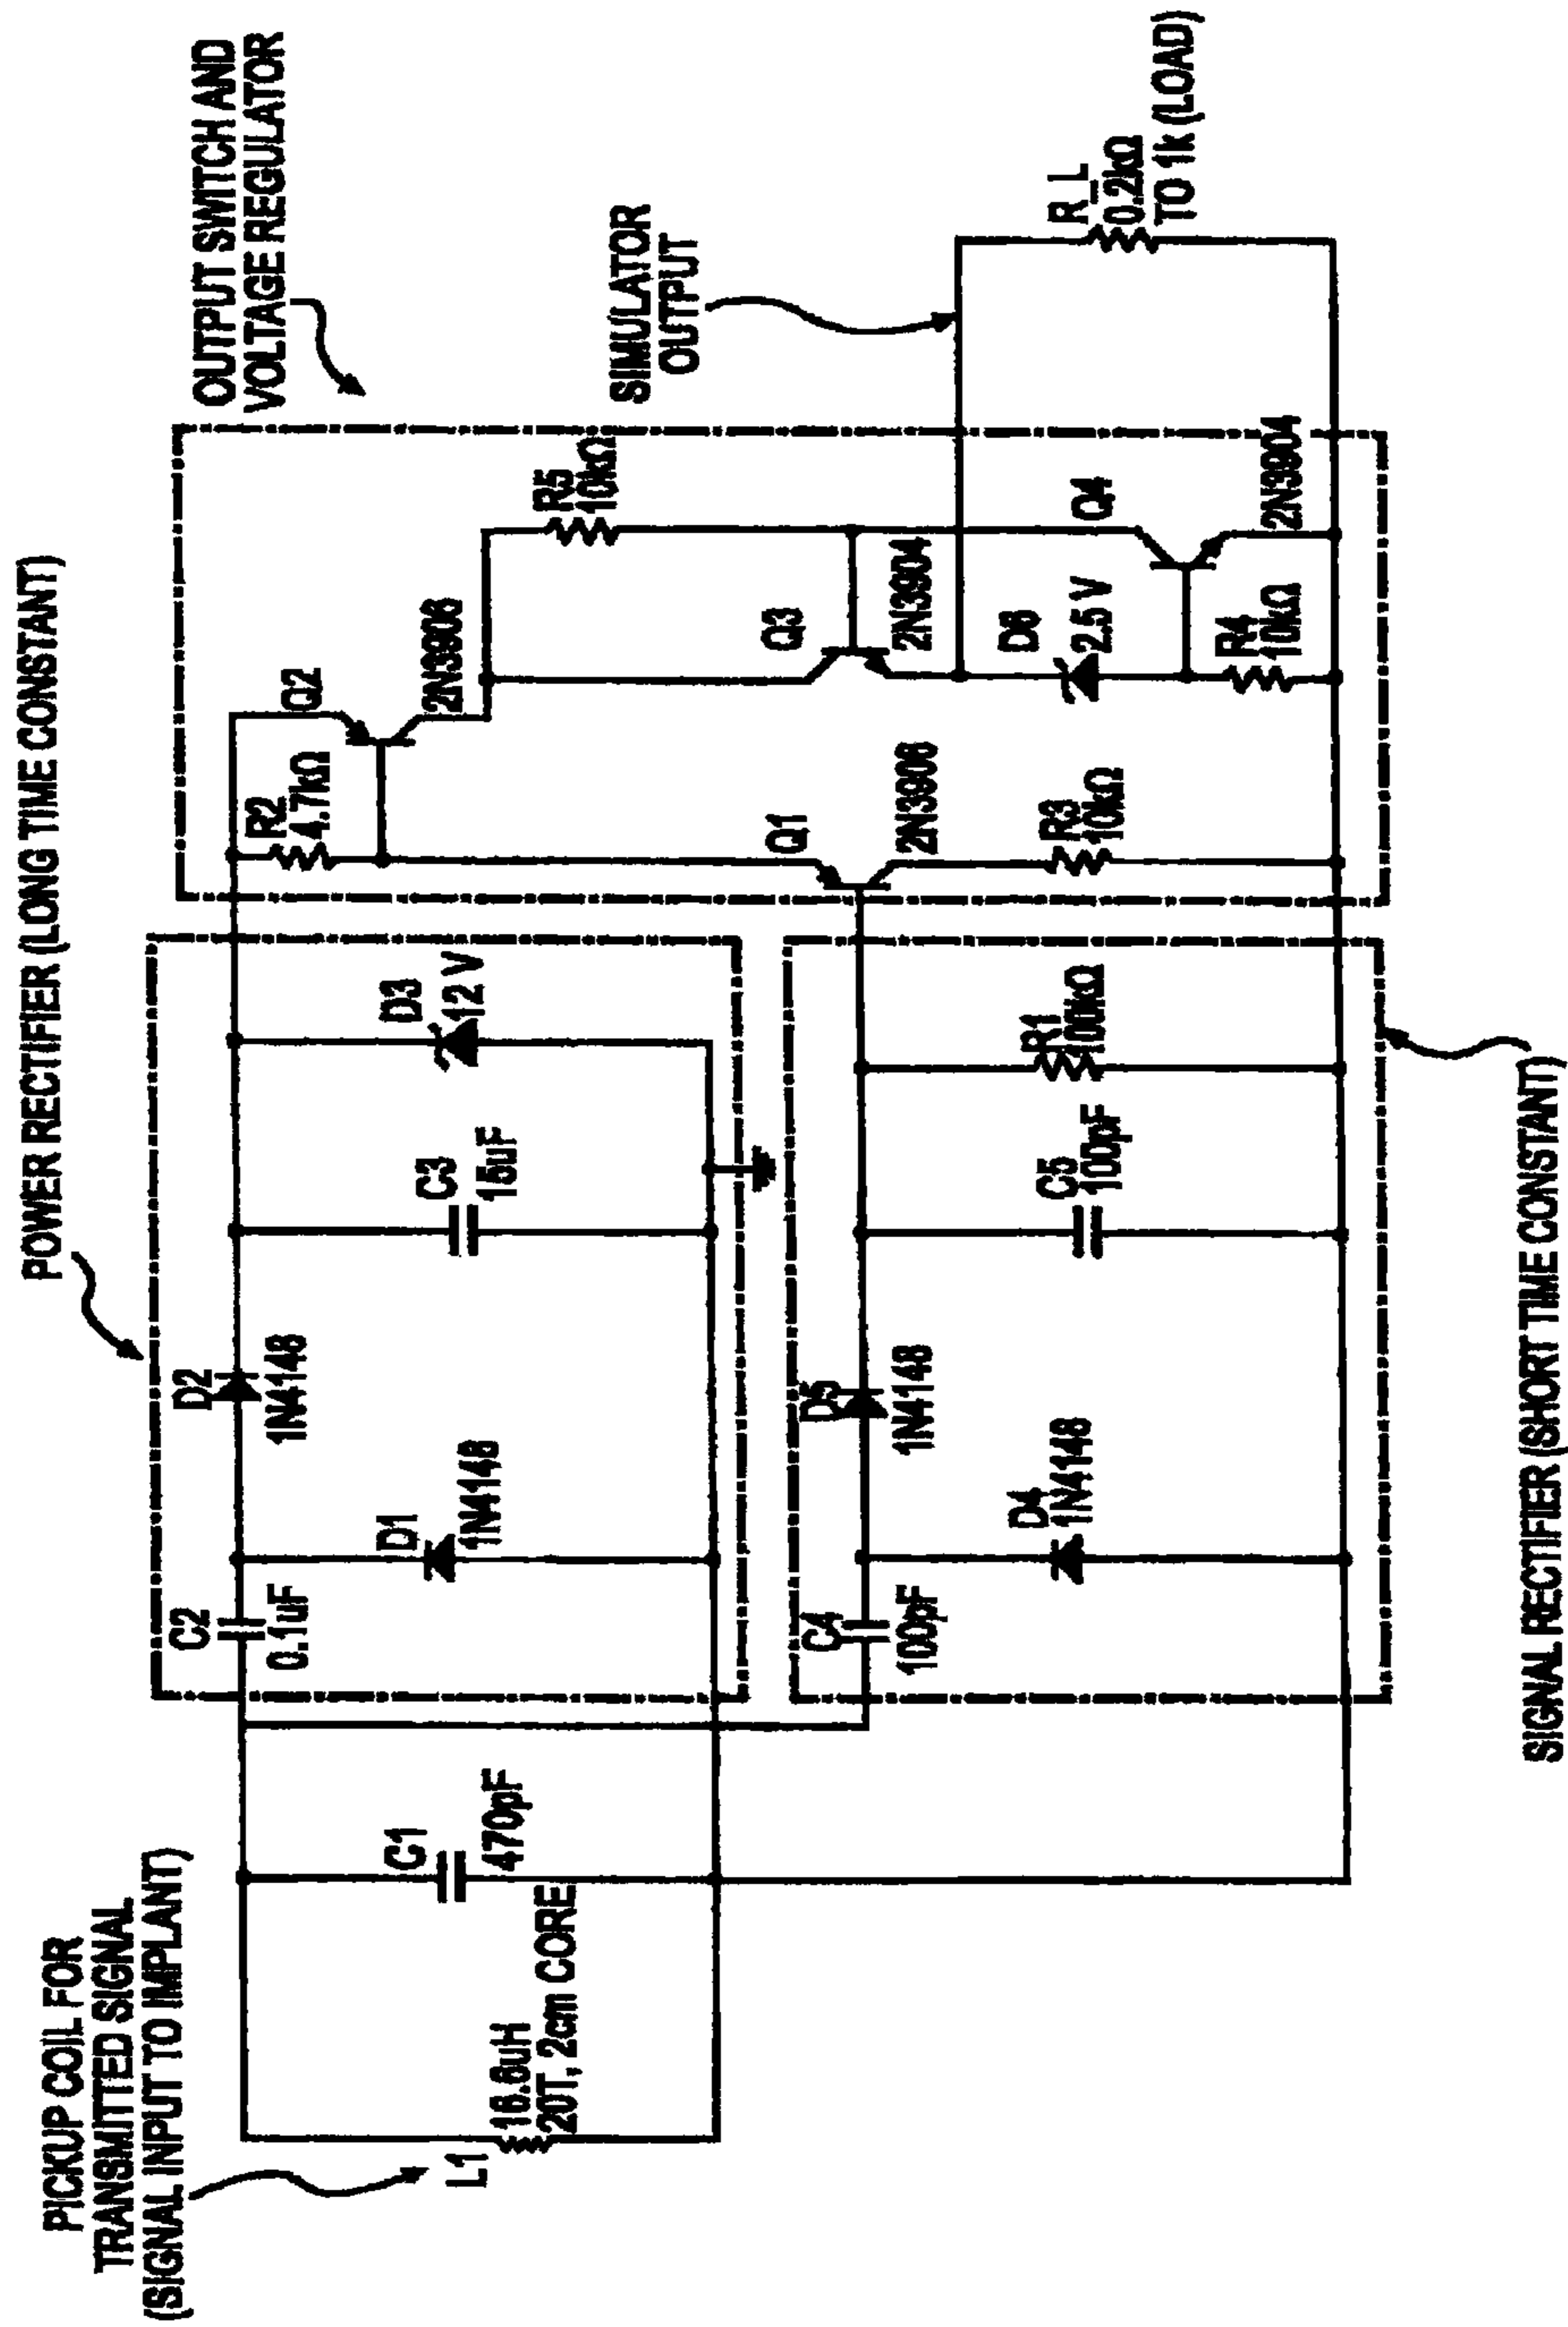 PICKUP COIL FOR
TRANSMITTED SIGNAL
(SIGNAL INPUT TO IMPLANT)
L1
16.6uH
20T, 2cm CORE
C1
470pF
POWER RECTIFIER (LONG TIME CONSTANT)
C2
0.1uF
D1
1N4148
D2
1N4148
C3
15uF
D3
12 V
C4
100pF
D4
1N4148
D5
1N4148
C5
100pF
R1
100kΩ
SIGNAL RECTIFIER (SHORT TIME CONSTANT)
OUTPUT SWITCH AND
VOLTAGE REGULATOR
R2
4.7kΩ
Q2
2N3906
Q1
2N3906
R3
10kΩ
R5
10kΩ
Q3
2N3904
D6
2.5 V
Q4
2N3904
R4
10kΩ
SIMULATOR
OUTPUT
R_L
0.2kΩ
TO 1k (LOAD)